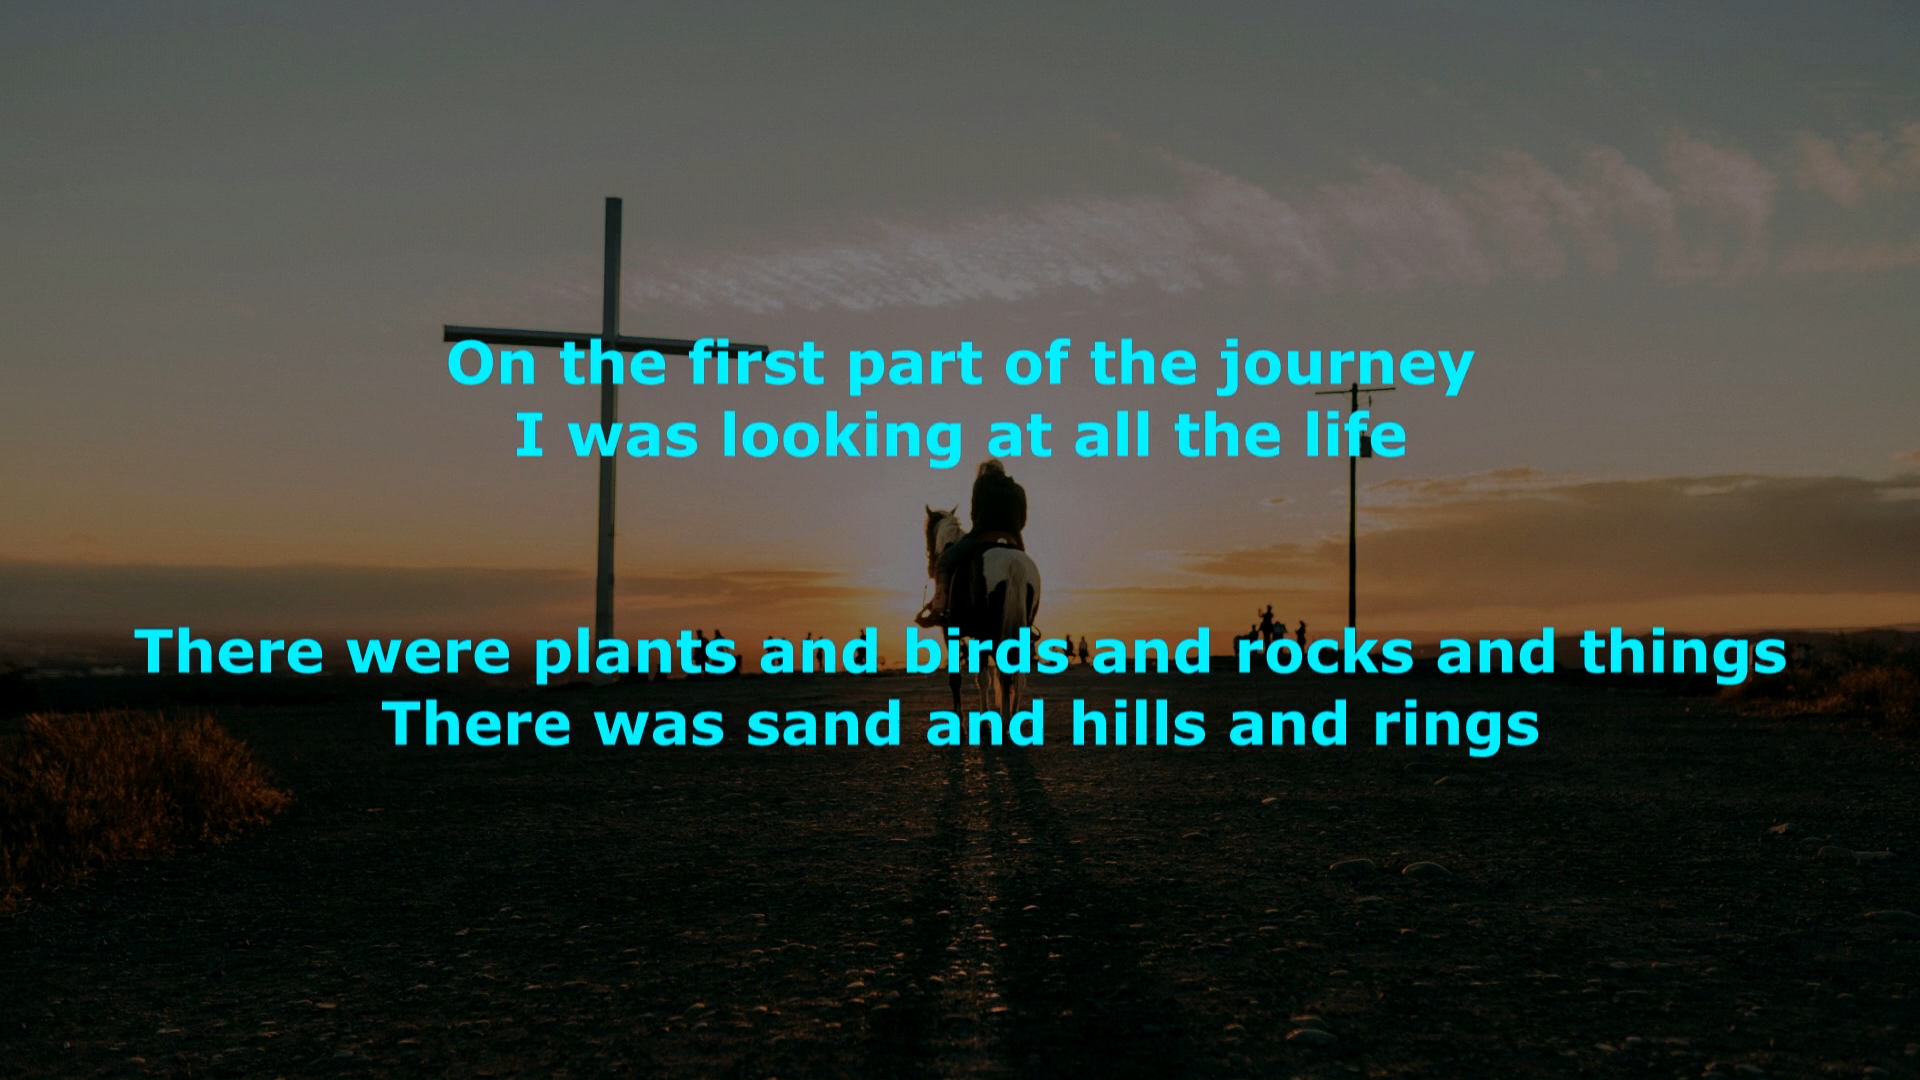 On the first part of the journey
I was looking at all the life
There were plants and birds and rocks and things
There was sand and hills and rings